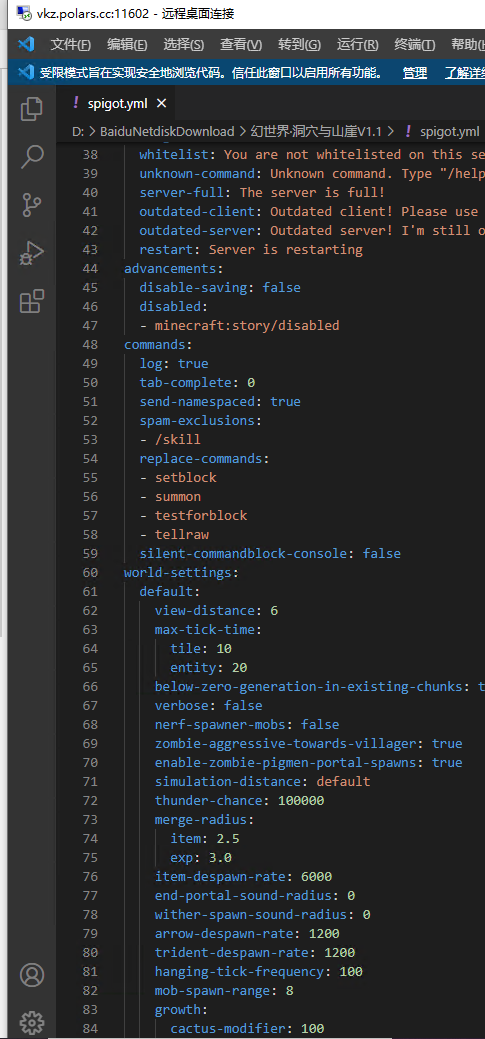 vkz.polars.cc:11602 - 远程桌面连接
文件(F) 编辑(E) 选择(S) 查看(V) 转到(G) 运行(R) 终端(T) 帮助(H
受限模式旨在实现安全地浏览代码。信任此窗口以启用所有功能。 管理 了解详细
! spigot.yml ×
D: > BaiduNetdiskDownload > 幻世界·洞穴与山崖V1.1 > ! spigot.yml
38 whitelist: You are not whitelisted on this se
39 unknown-command: Unknown command. Type "/help
40 server-full: The server is full!
41 outdated-client: Outdated client! Please use
42 outdated-server: Outdated server! I'm still o
43 restart: Server is restarting
44 advancements:
45 disable-saving: false
46 disabled:
47 - minecraft:story/disabled
48 commands:
49 log: true
50 tab-complete: 0
51 send-namespaced: true
52 spam-exclusions:
53 - /skill
54 replace-commands:
55 - setblock
56 - summon
57 - testforblock
58 - tellraw
59 silent-commandblock-console: false
60 world-settings:
61 default:
62 view-distance: 6
63 max-tick-time:
64 tile: 10
65 entity: 20
66 below-zero-generation-in-existing-chunks: t
67 verbose: false
68 nerf-spawner-mobs: false
69 zombie-aggressive-towards-villager: true
70 enable-zombie-pigmen-portal-spawns: true
71 simulation-distance: default
72 thunder-chance: 100000
73 merge-radius:
74 item: 2.5
75 exp: 3.0
76 item-despawn-rate: 6000
77 end-portal-sound-radius: 0
78 wither-spawn-sound-radius: 0
79 arrow-despawn-rate: 1200
80 trident-despawn-rate: 1200
81 hanging-tick-frequency: 100
82 mob-spawn-range: 8
83 growth:
84 cactus-modifier: 100